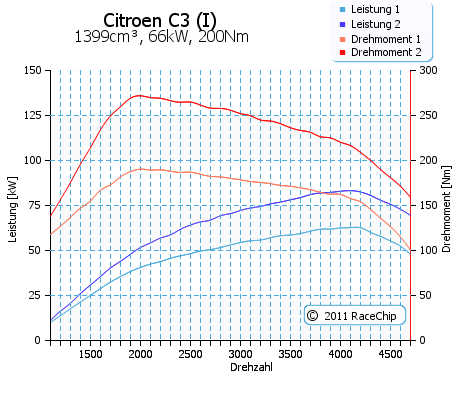 Citroen C3 (I)
1399cm³, 66kW, 200Nm
Leistung 1
Leistung 2
Drehmoment 1
Drehmoment 2
150
125
100
75
50
25
0
Leistung [kW]
300
250
200
150
100
50
0
Drehmoment [Nm]
© 2011 RaceChip
1500 2000 2500 3000 3500 4000 4500
Drehzahl